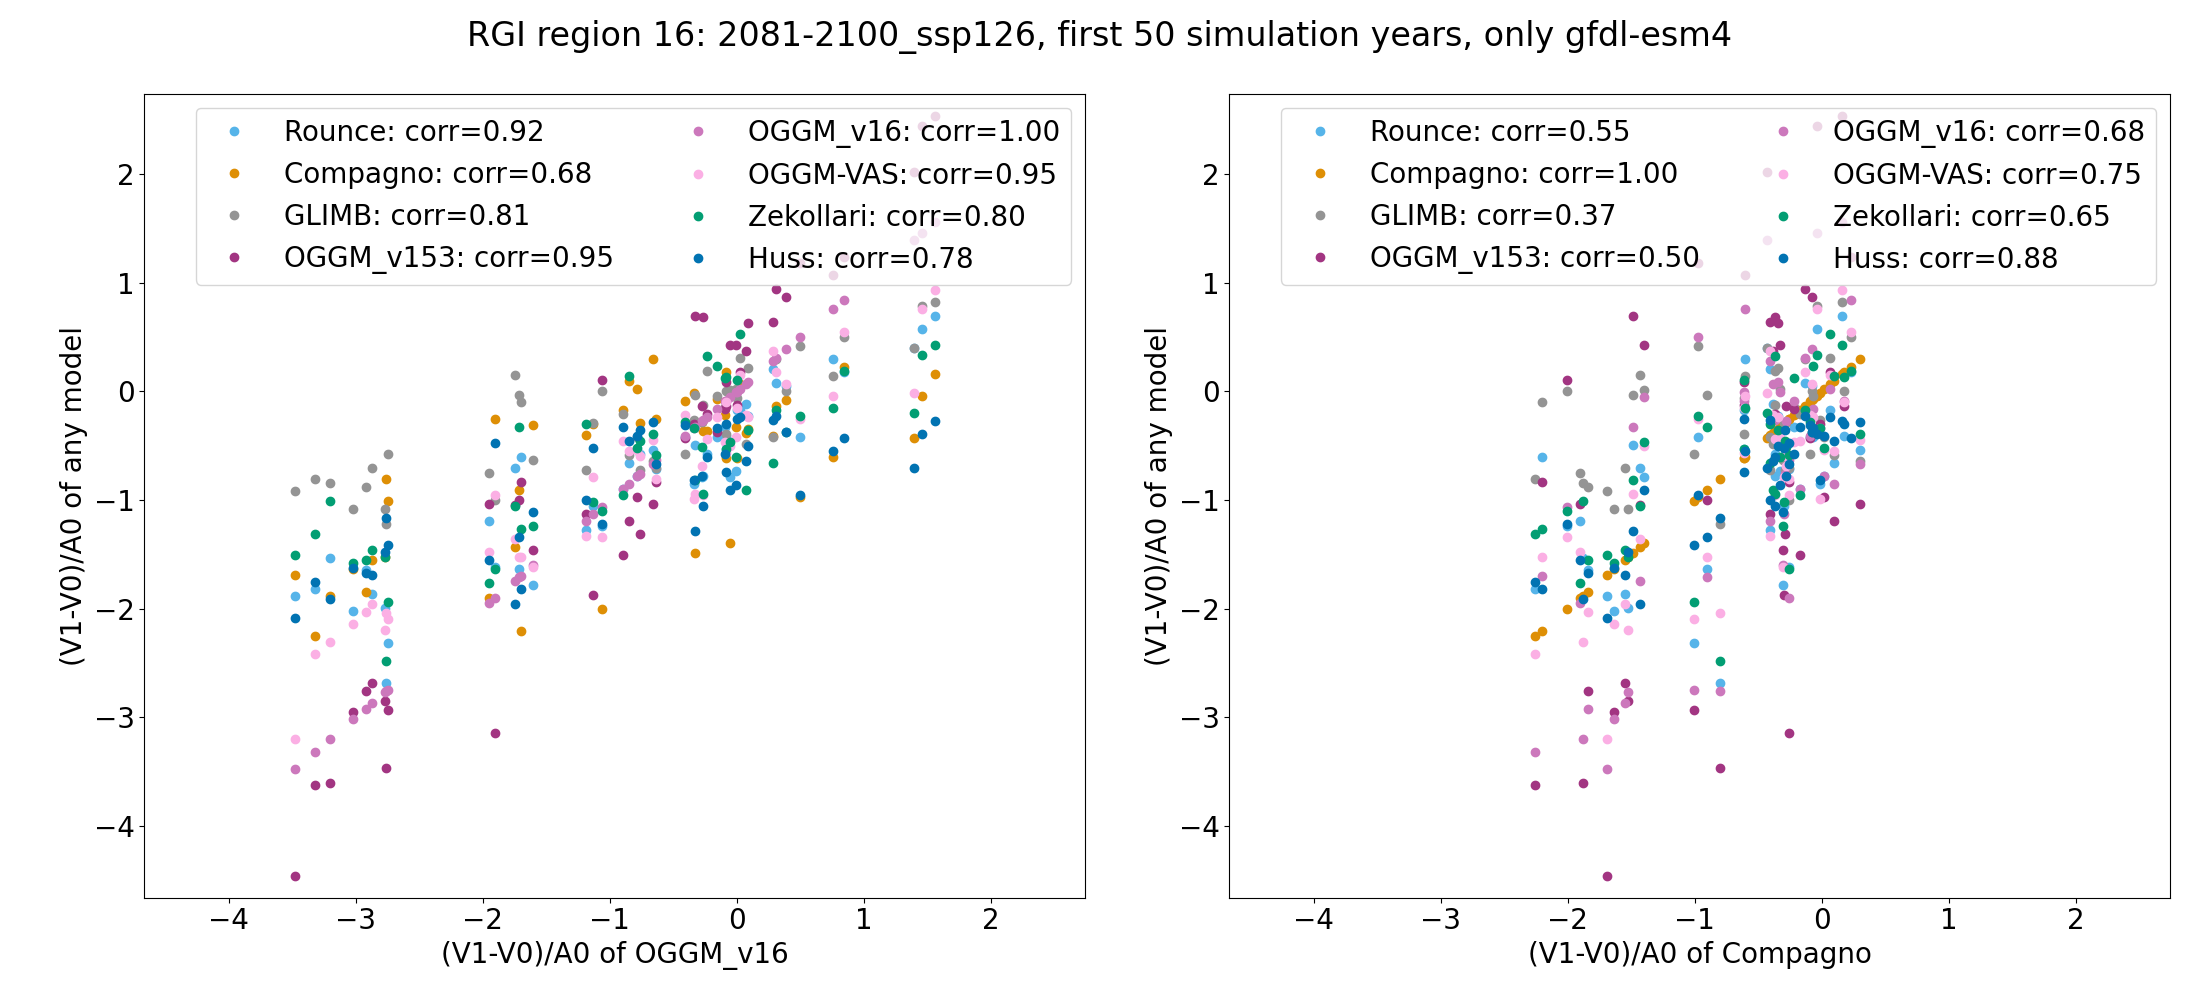 RGI region 16: 2081-2100_ssp126, first 50 simulation years, only gfdl-esm4
Rounce: corr=0.92
Compagno: corr=0.68
GLIMB: corr=0.81
OGGM_v153: corr=0.95
OGGM_v16: corr=1.00
OGGM-VAS: corr=0.95
Zekollari: corr=0.80
Huss: corr=0.78
2
1
0
−1
−2
−3
−4
(V1-V0)/A0 of any model
−4 −3 −2 −1 0 1 2
(V1-V0)/A0 of OGGM_v16
Rounce: corr=0.55
Compagno: corr=1.00
GLIMB: corr=0.37
OGGM_v153: corr=0.50
OGGM_v16: corr=0.68
OGGM-VAS: corr=0.75
Zekollari: corr=0.65
Huss: corr=0.88
2
1
0
−1
−2
−3
−4
(V1-V0)/A0 of any model
−4 −3 −2 −1 0 1 2
(V1-V0)/A0 of Compagno